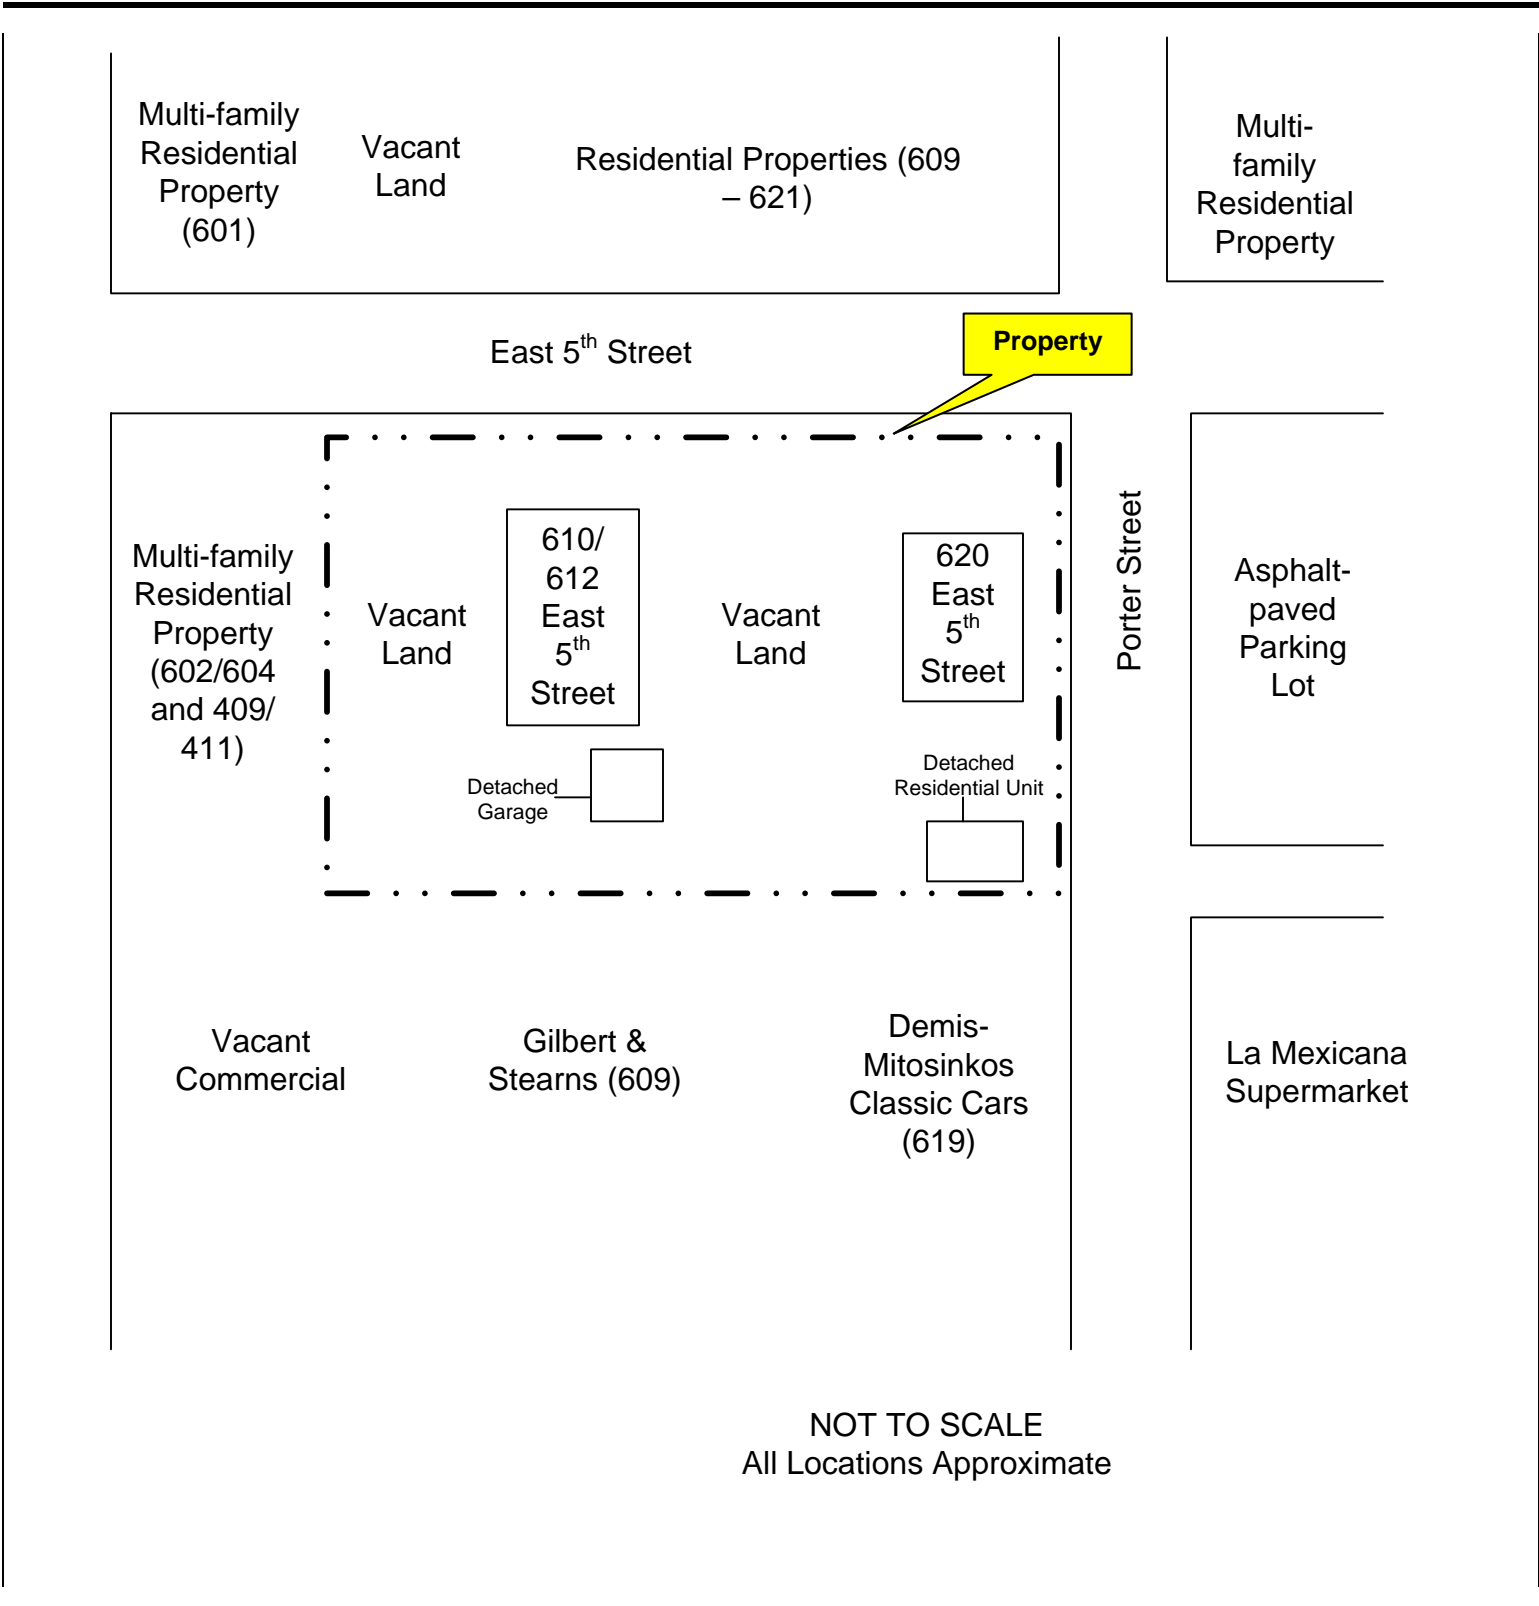 Multi-family
Residential
Property
(601)
Vacant
Land
Residential Properties (609
– 621)
Multi-
family
Residential
Property
East 5th Street
Property
Multi-family
Residential
Property
(602/604
and 409/
411)
Vacant
Land
610/
612
East
5th
Street
Vacant
Land
620
East
5th
Street
Porter Street
Asphalt-
paved
Parking
Lot
Detached
Garage
Detached
Residential Unit
Vacant
Commercial
Gilbert &
Stearns (609)
Demis-
Mitosinkos
Classic Cars
(619)
La Mexicana
Supermarket
NOT TO SCALE
All Locations Approximate